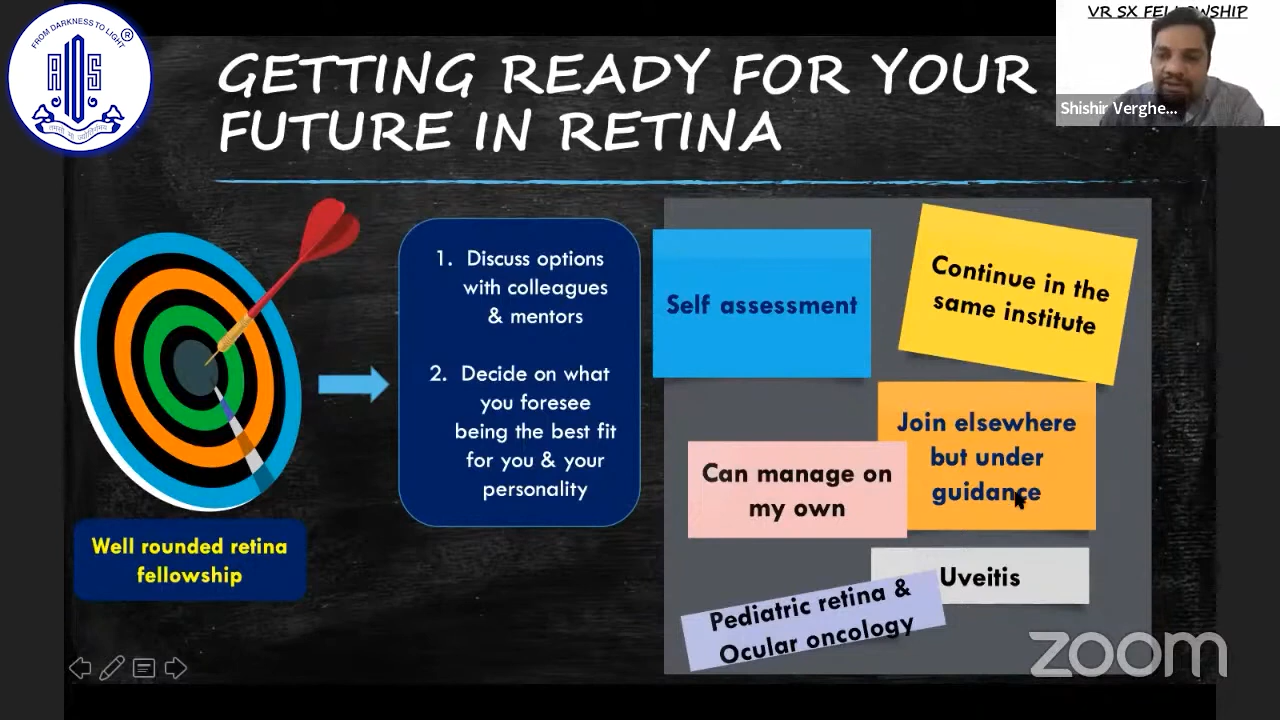 FROM DARKNESS TO LIGHT
®
AIOS
GETTING READY FOR YOUR
FUTURE IN RETINA
VR SX FELLOWSHIP
Shishir Verghe...
1. Discuss options
with colleagues
& mentors
2. Decide on what
you foresee
being the best fit
for you & your
personality
Well rounded retina
fellowship
Self assessment
Continue in the
same institute
Join elsewhere
but under
guidance
Can manage on
my own
Uveitis
Pediatric retina &
Ocular oncology
zoom